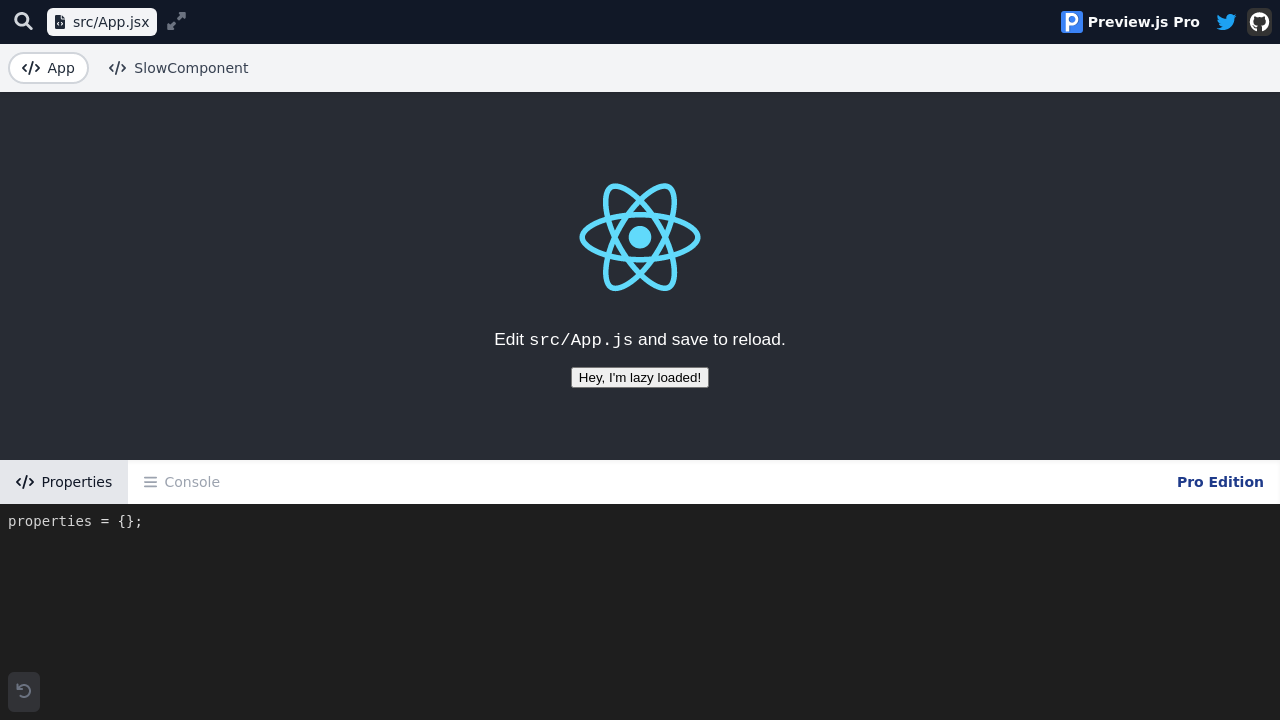 src/App.jsx
Preview.js Pro
App
SlowComponent
Edit src/App.js and save to reload.
Hey, I'm lazy loaded!
Properties
Console
Pro Edition
properties = {};